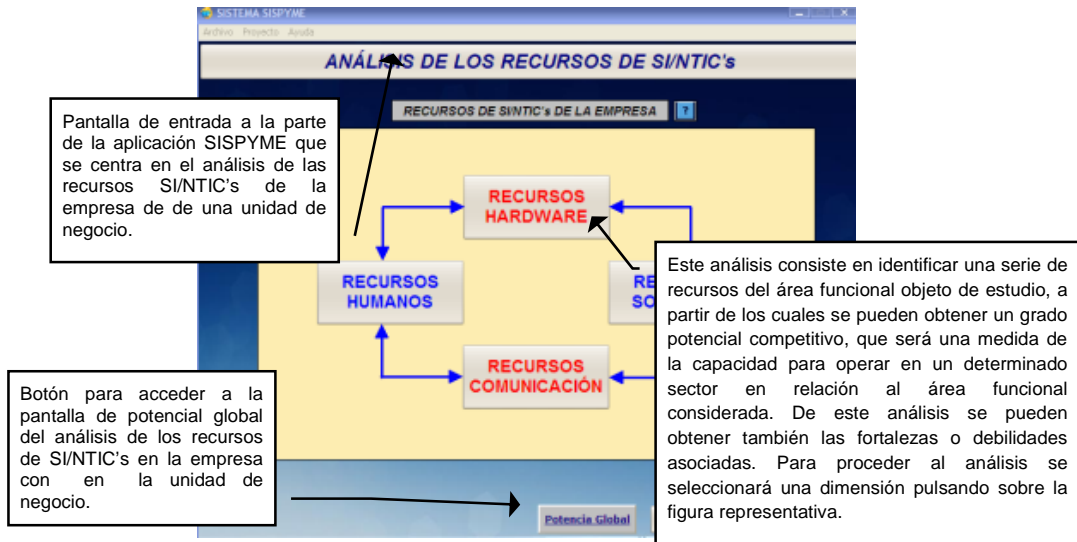 SISTEMA SISPYME
Archivo Proyecto Ayuda
ANÁLISIS DE LOS RECURSOS DE SI/NTIC's
RECURSOS DE SI/NTIC's DE LA EMPRESA ?
Pantalla de entrada a la parte
de la aplicación SISPYME que
se centra en el análisis de las
recursos SI/NTIC's de la
empresa de de una unidad de
negocio.
RECURSOS
HARDWARE
RECURSOS
HUMANOS
RE
SO
RECURSOS
COMUNICACIÓN
Este análisis consiste en identificar una serie de
recursos del área funcional objeto de estudio, a
partir de los cuales se pueden obtener un grado
potencial competitivo, que será una medida de
la capacidad para operar en un determinado
sector en relación al área funcional
considerada. De este análisis se pueden
obtener también las fortalezas o debilidades
asociadas. Para proceder al análisis se
seleccionará una dimensión pulsando sobre la
figura representativa.
Botón para acceder a la
pantalla de potencial global
del análisis de los recursos
de SI/NTIC's en la empresa
con en la unidad de
negocio.
Potencia Global